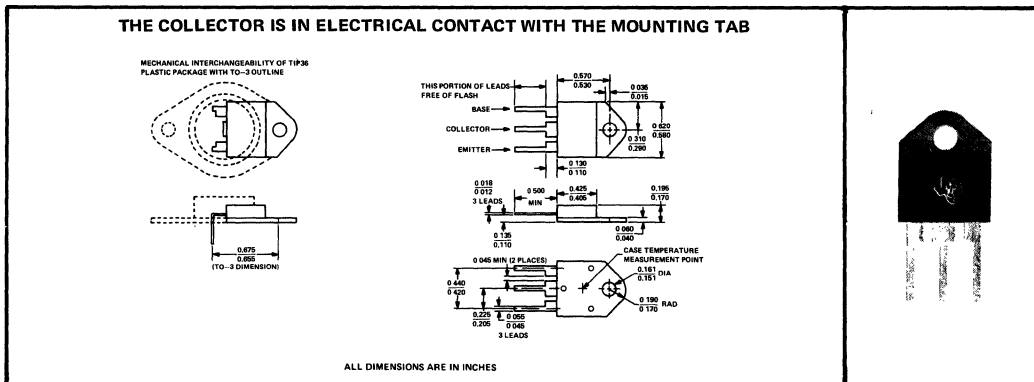 THE COLLECTOR IS IN ELECTRICAL CONTACT WITH THE MOUNTING TAB
MECHANICAL INTERCHANGEABILITY OF TIP36
PLASTIC PACKAGE WITH TO-3 OUTLINE
0.675
0.655
(TO-3 DIMENSION)
0.570
0.530
0 035
0.015
THIS PORTION OF LEADS
FREE OF FLASH
BASE
COLLECTOR
EMITTER
0 310
0.290
0 620
0 580
0 130
0 110
0 018
0 012
3 LEADS
0 500
MIN
0.425
0.405
0.195
0.170
0.135
0.110
0 060
0.040
0 045 MIN (2 PLACES)
CASE TEMPERATURE
MEASUREMENT POINT
0.161
0.151
DIA
0 440
0 420
0.225
0.205
0 055
0 045
3 LEADS
0 190
0 170
RAD
ALL DIMENSIONS ARE IN INCHES